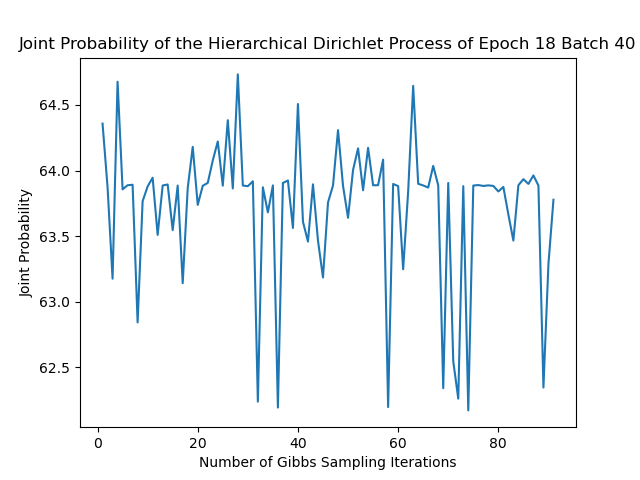 Joint Probability of the Hierarchical Dirichlet Process of Epoch 18 Batch 40
64.5
64.0
63.5
63.0
62.5
Joint Probability
0 20 40 60 80
Number of Gibbs Sampling Iterations